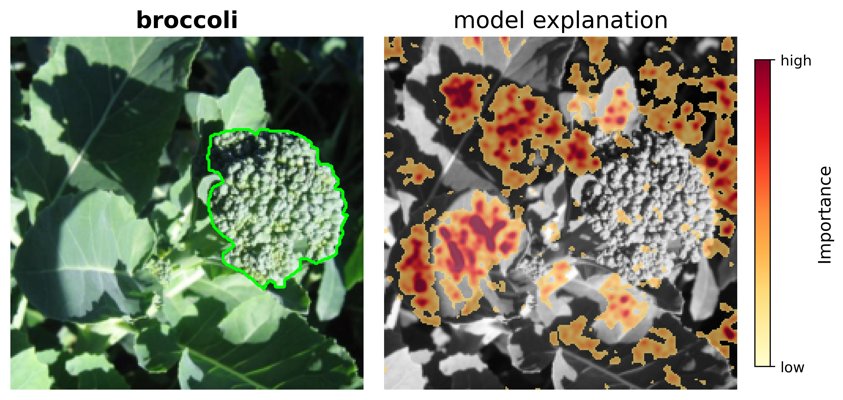 broccoli
model explanation
high
Importance
low